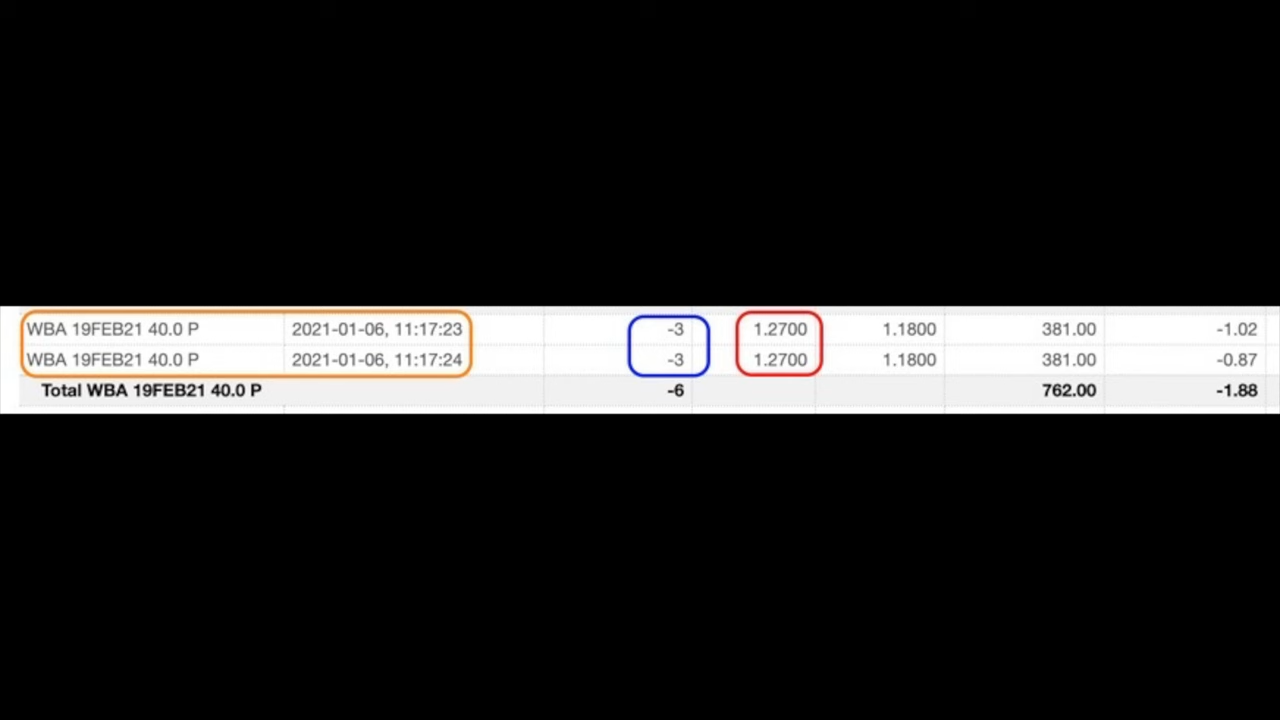 WBA 19FEB21 40.0 P 2021-01-06, 11:17:23 -3 1.2700 1.1800 381.00 -1.02
WBA 19FEB21 40.0 P 2021-01-06, 11:17:24 -3 1.2700 1.1800 381.00 -0.87
Total WBA 19FEB21 40.0 P -6 762.00 -1.88